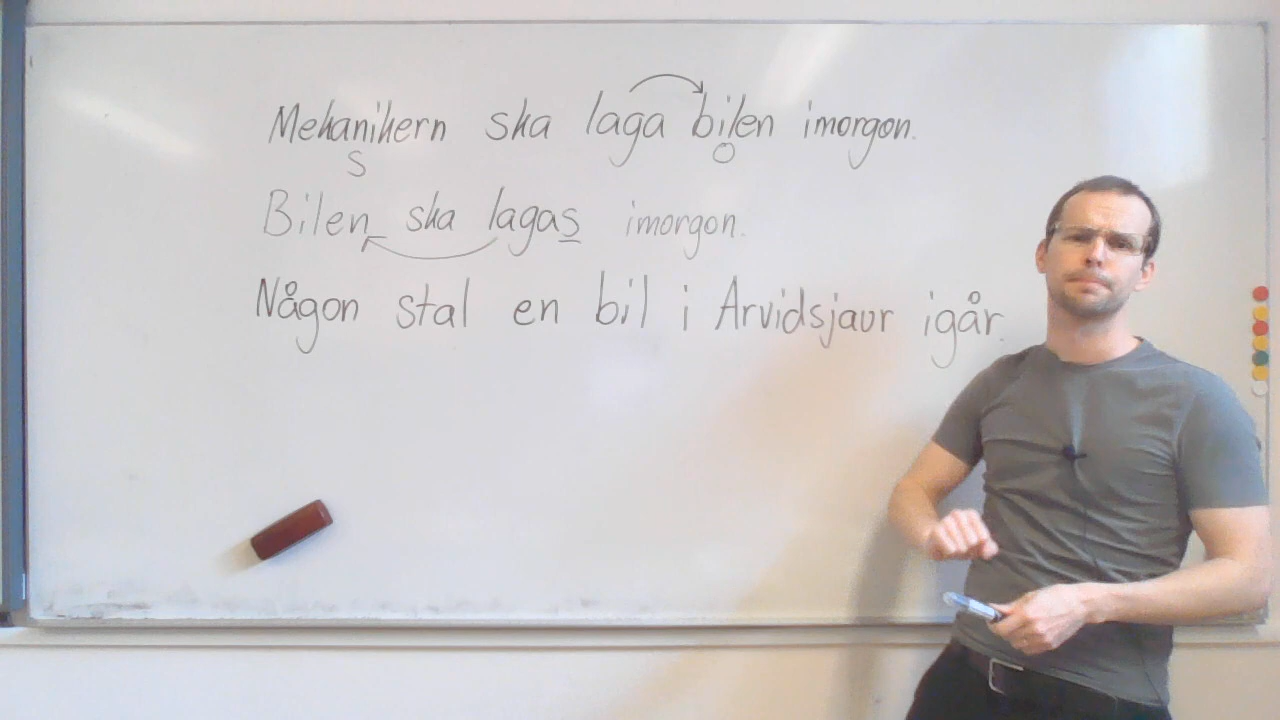 Mekanikern ska laga bilen imorgon.
S O
Bilen ska lagas imorgon.
Någon stal en bil i Arvidsjaur igår.